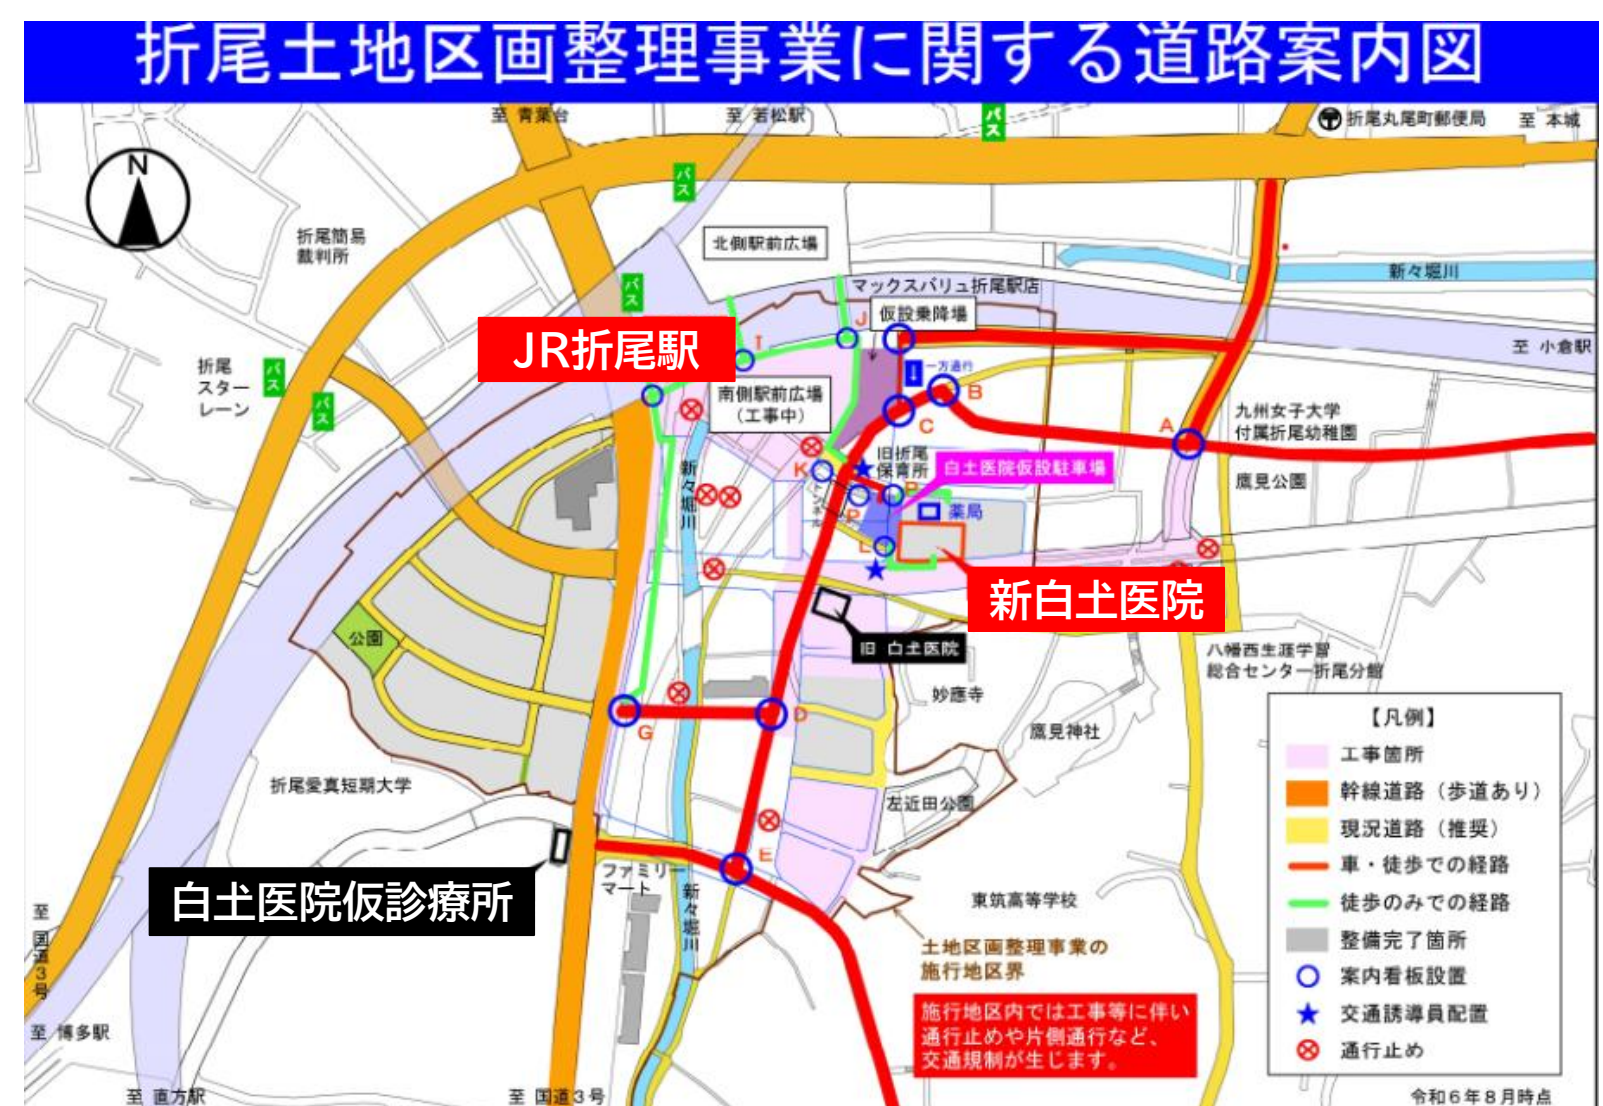 折尾土地区画整理事業に関する道路案内図
至 青葉台
至 若松駅
バス
折尾丸尾町郵便局
至 本城
N
バス
折尾簡易
裁判所
北側駅前広場
新々堀川
バス
マックスバリュ折尾駅店
仮設乗降場
J
JR折尾駅
I
至 小倉駅
折尾
スター
レーン
バス
バス
一方通行
南側駅前広場
(工事中)
B
C
A
九州女子大学
付属折尾幼稚園
旧折尾
保育所
白土医院仮設駐車場
K
新々堀川
トンネル
鷹見公園
P
P
薬局
L
新白土医院
公園
旧 白土医院
八幡西生涯学習
総合センター折尾分館
妙應寺
鷹見神社
G
D
【凡例】
工事箇所
幹線道路(歩道あり)
現況道路(推奨)
車・徒歩での経路
徒歩のみでの経路
整備完了箇所
案内看板設置
交通誘導員配置
通行止め
折尾愛真短期大学
左近田公園
E
ファミリー
マート
白土医院仮診療所
新々堀川
東筑高等学校
至 国道3号
土地区画整理事業の
施行地区界
施行地区内では工事等に伴い
通行止めや片側通行など、
交通規制が生じます。
至 博多駅
至 直方駅
至 国道3号
令和6年8月時点